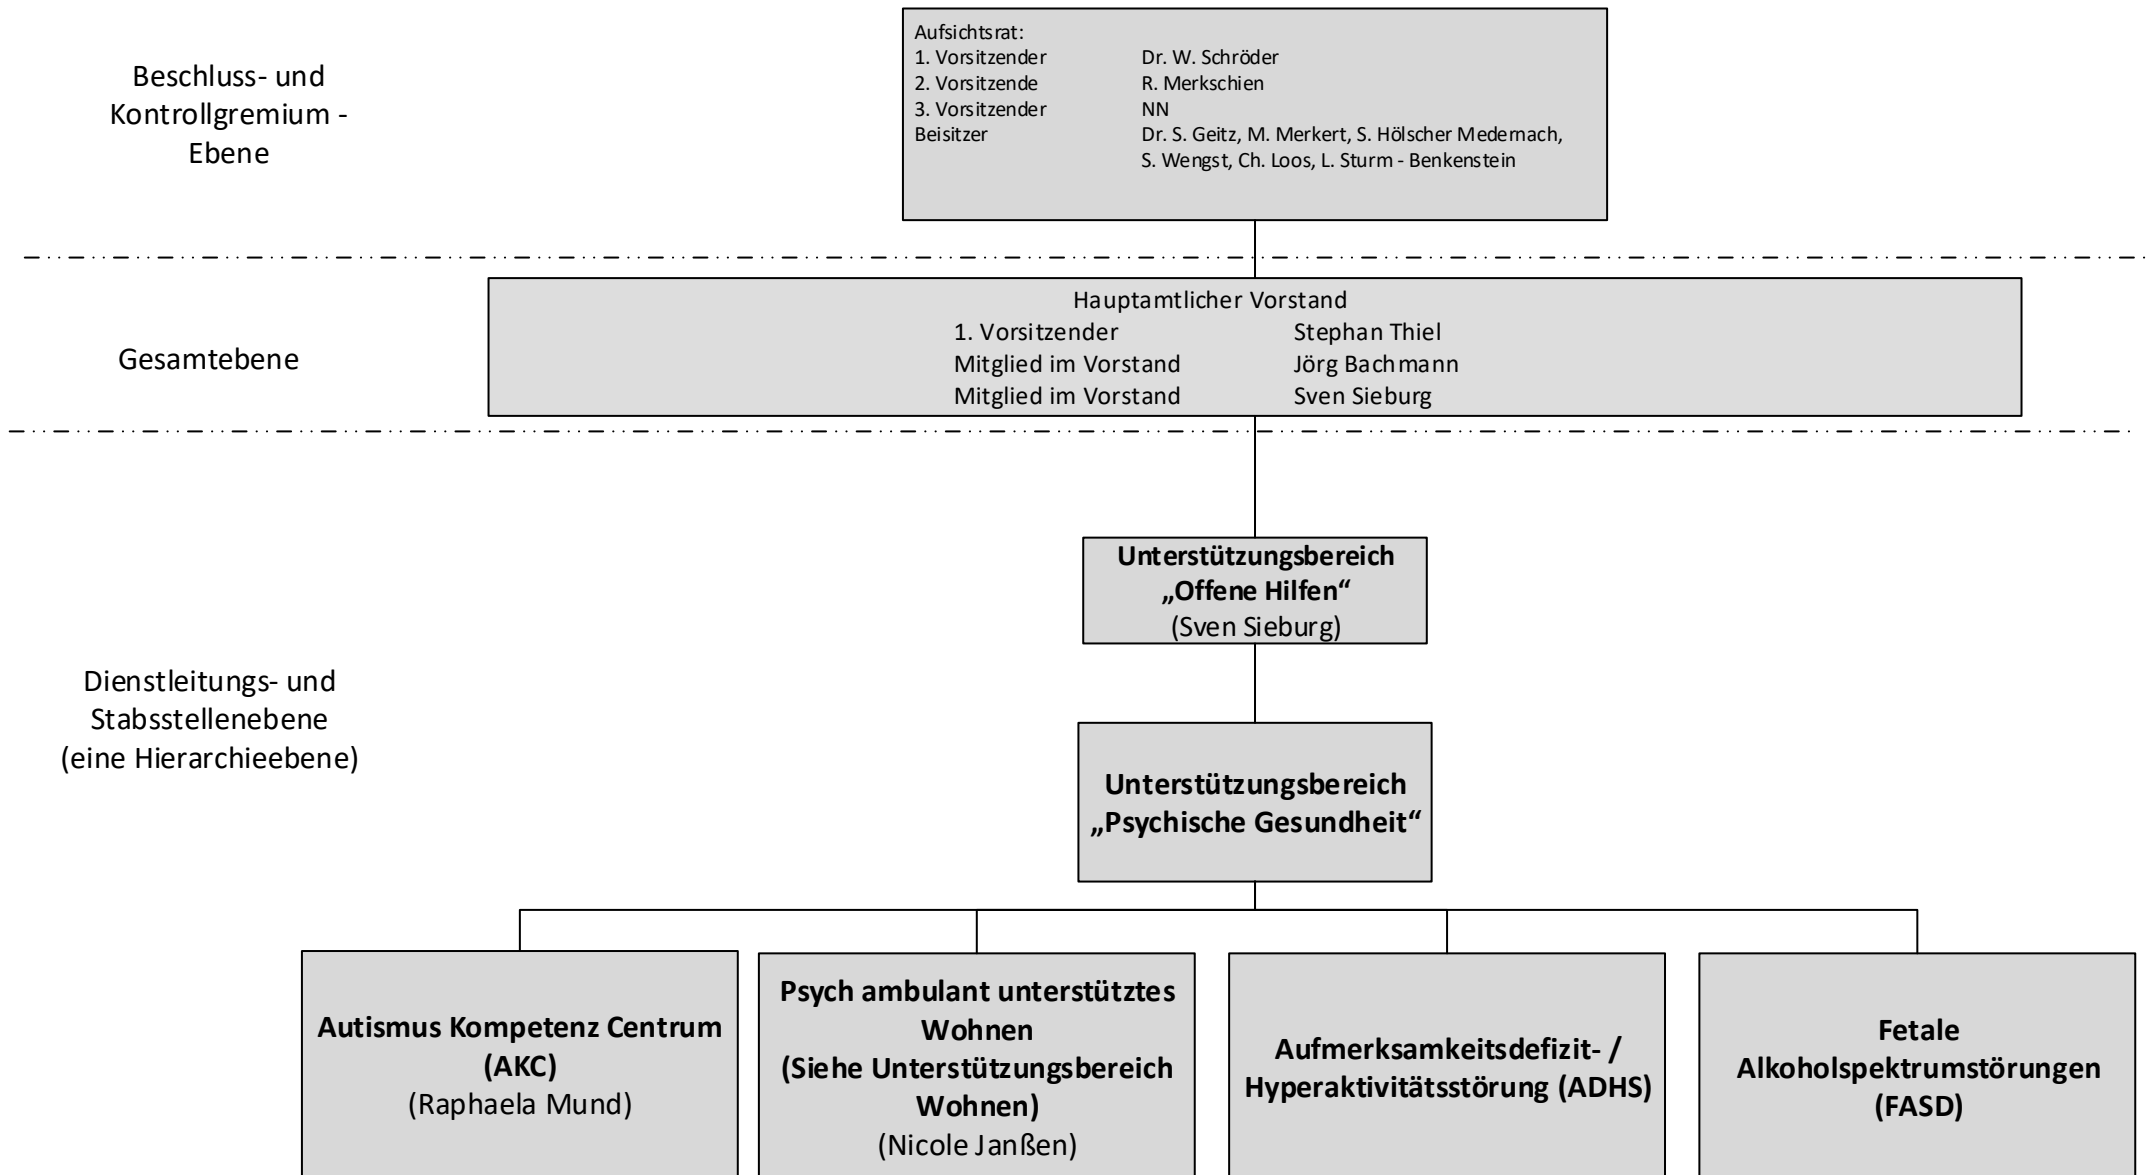 Beschluss- und
Kontrollgremium -
Ebene
Aufsichtsrat:
1. Vorsitzender Dr. W. Schröder
2. Vorsitzende R. Merkschien
3. Vorsitzender NN
Beisitzer Dr. S. Geitz, M. Merkert, S. Hölscher Medernach,
S. Wengst, Ch. Loos, L. Sturm - Benkenstein
Gesamtebene
Hauptamtlicher Vorstand
1. Vorsitzender Stephan Thiel
Mitglied im Vorstand Jörg Bachmann
Mitglied im Vorstand Sven Sieburg
Dienstleitungs- und
Stabsstellenebene
(eine Hierarchieebene)
Unterstützungsbereich
„Offene Hilfen“
(Sven Sieburg)
Unterstützungsbereich
„Psychische Gesundheit“
Autismus Kompetenz Centrum
(AKC)
(Raphaela Mund)
Psych ambulant unterstütztes
Wohnen
(Siehe Unterstützungsbereich
Wohnen)
(Nicole Janßen)
Aufmerksamkeitsdefizit- /
Hyperaktivitätsstörung (ADHS)
Fetale
Alkoholspektrumstörungen
(FASD)